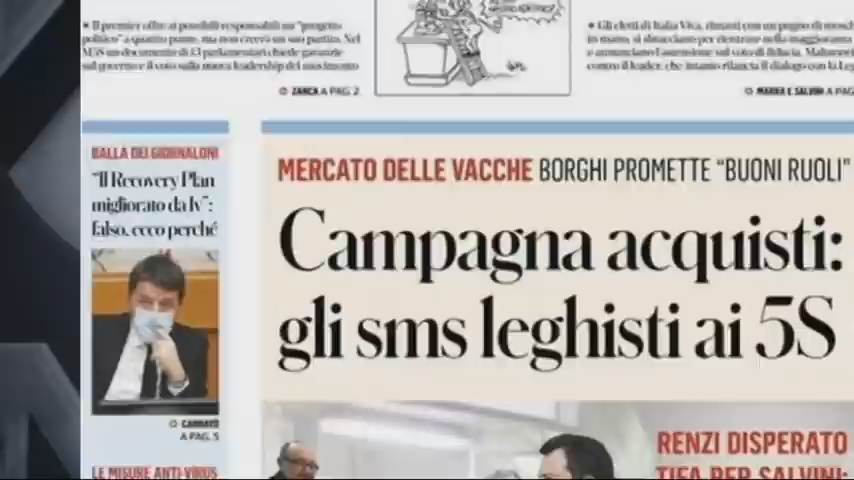 • Il premier offre ai possibili responsabili un "progetto
politico" a quattro punte, ma non creerà un suo partito. Nel
M5S un documento di 13 parlamentari chiede garanzie
sul governo e il voto sulla nuova leadership del movimento
ZANCA A PAG. 2
• Gli eletti di Italia Viva, rimasti con un pugno di mosch
in mano, si sbracciano per rientrare nella maggioranza
o annunciano l'astensione sul voto di fiducia. Malumori
contro il leader, che intanto rilancia il dialogo con la Leg
MARRA E SALVINI A PAG.
BALLA DEI GIORNALONI
"Il Recovery Plan
migliorato da Iv":
falso, ecco perché
CANNAVÒ
A PAG. 5
LE MISURE ANTI-VIRUS
MERCATO DELLE VACCHE BORGHI PROMETTE "BUONI RUOLI"
Campagna acquisti:
gli sms leghisti ai 5S
RENZI DISPERATO
TIFA PER SALVINI: